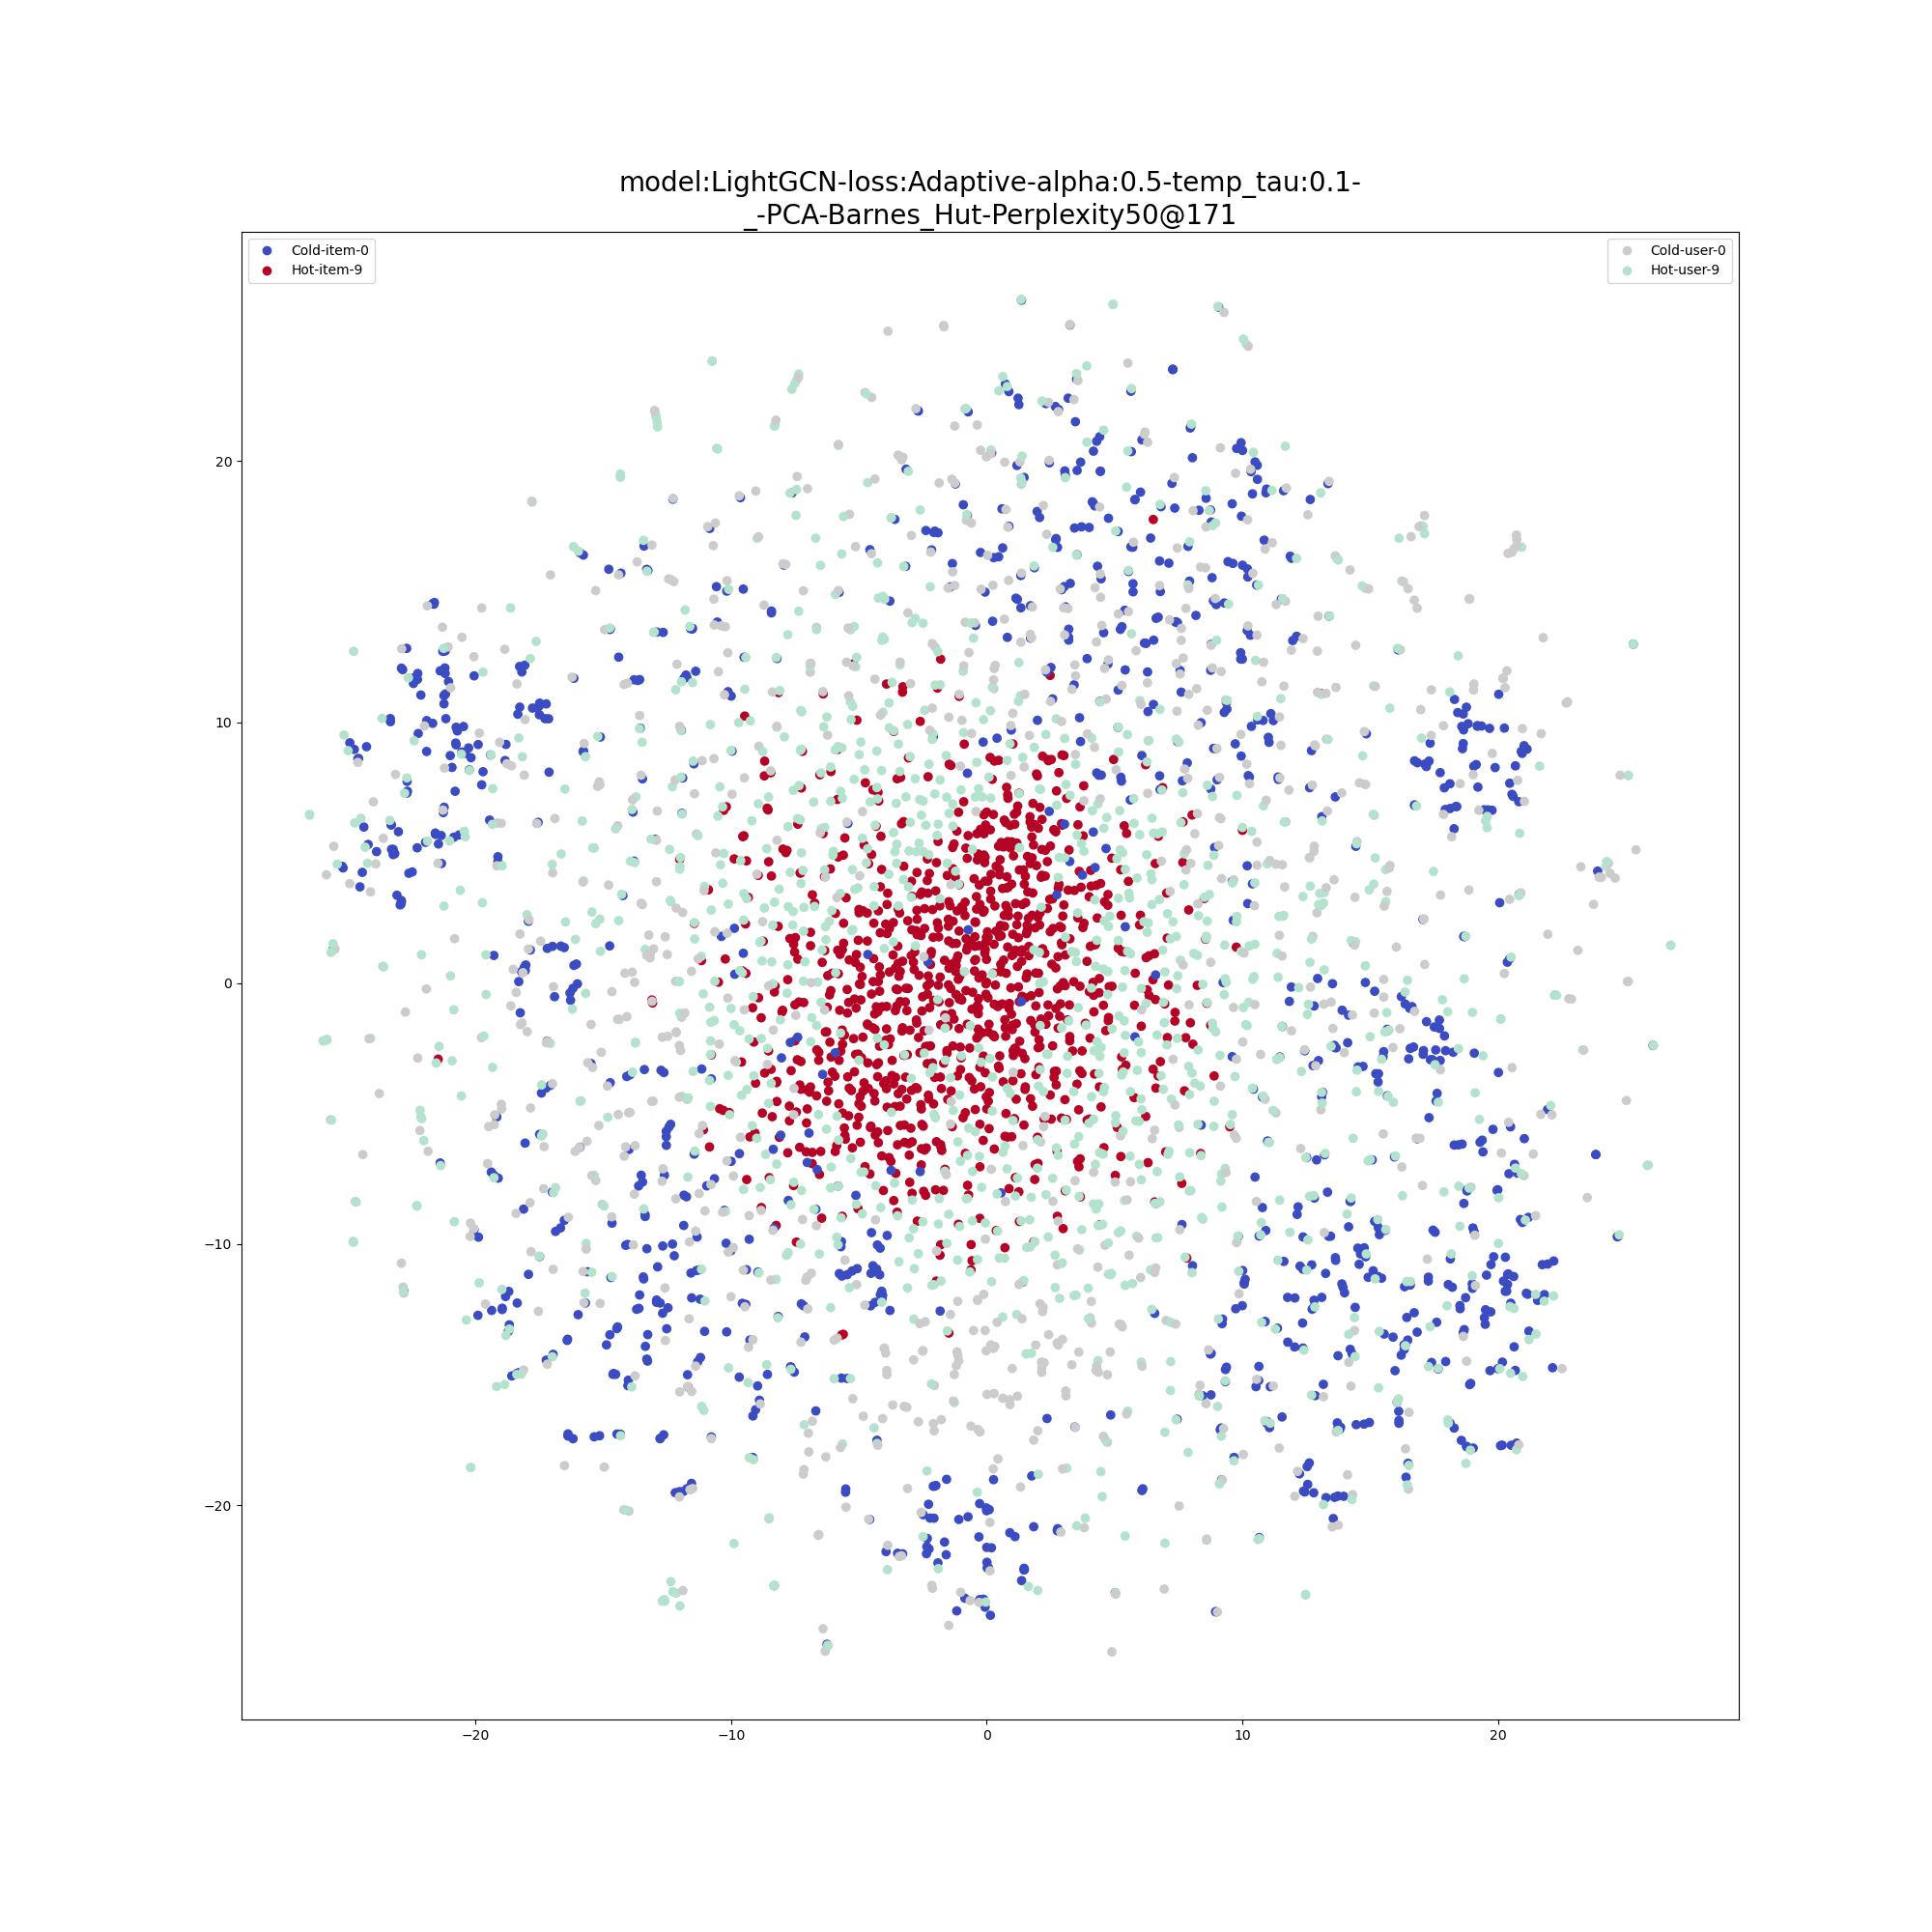 model:LightGCN-loss:Adaptive-alpha:0.5-temp_tau:0.1-
_-PCA-Barnes_Hut-Perplexity50@171
Cold-item-0
Hot-item-9
Cold-user-0
Hot-user-9
20
10
0
−10
−20
−20
−10
0
10
20